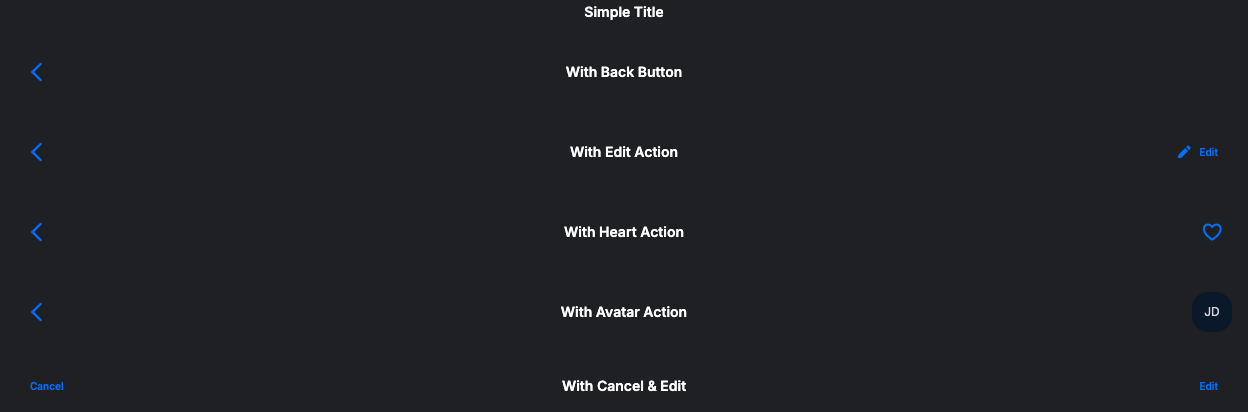 Simple Title
With Back Button
With Edit Action Edit
With Heart Action
With Avatar Action JD
Cancel With Cancel & Edit Edit